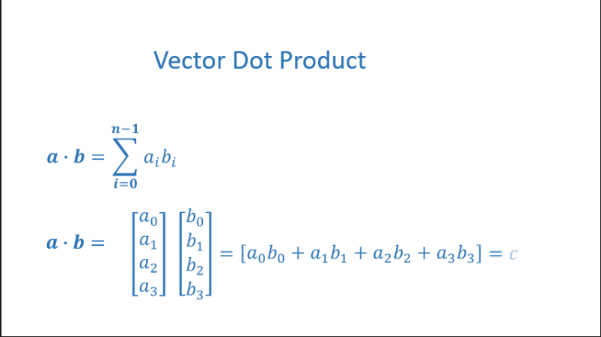 Vector Dot Product
𝒂 · 𝒃 = ∑_{i=0}^{n−1} a_i b_i
𝒂 · 𝒃 = [a_0 a_1 a_2 a_3] [b_0 b_1 b_2 b_3] = [a_0b_0 + a_1b_1 + a_2b_2 + a_3b_3] = c